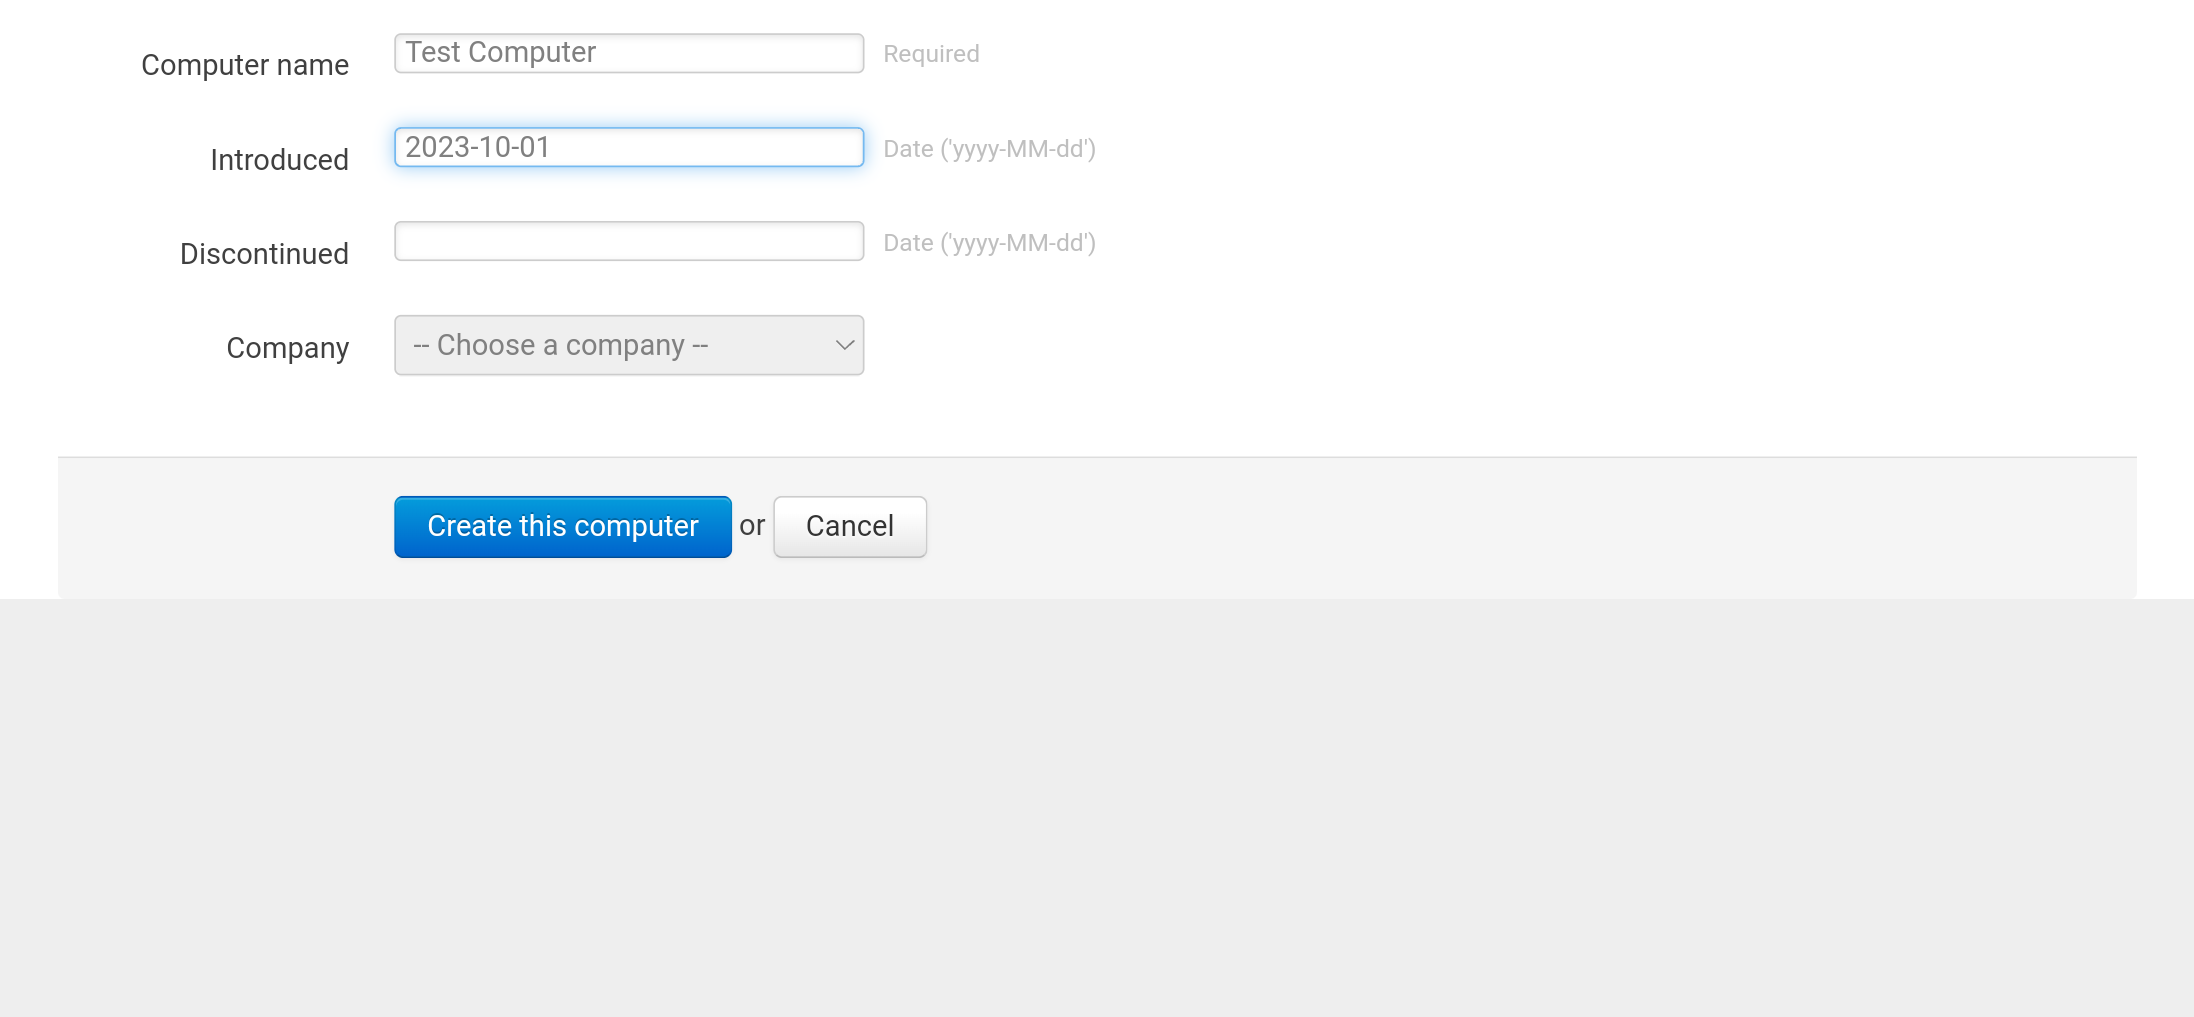 Computer name Test Computer Required
Introduced 2023-10-01 Date ('yyyy-MM-dd')
Discontinued Date ('yyyy-MM-dd')
Company -- Choose a company --
Create this computer or Cancel